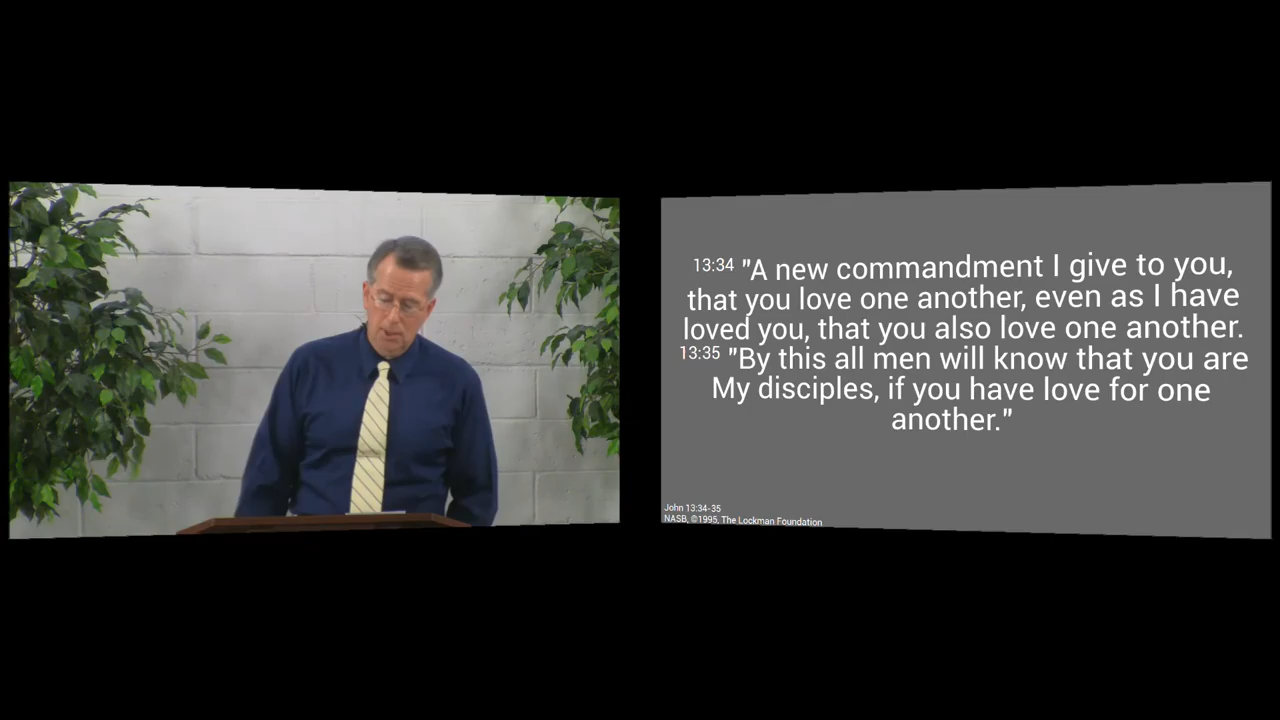 13:34 "A new commandment I give to you,
that you love one another, even as I have
loved you, that you also love one another.
13:35 "By this all men will know that you are
My disciples, if you have love for one
another."
John 13:34-35
NASB, ©1995, The Lockman Foundation